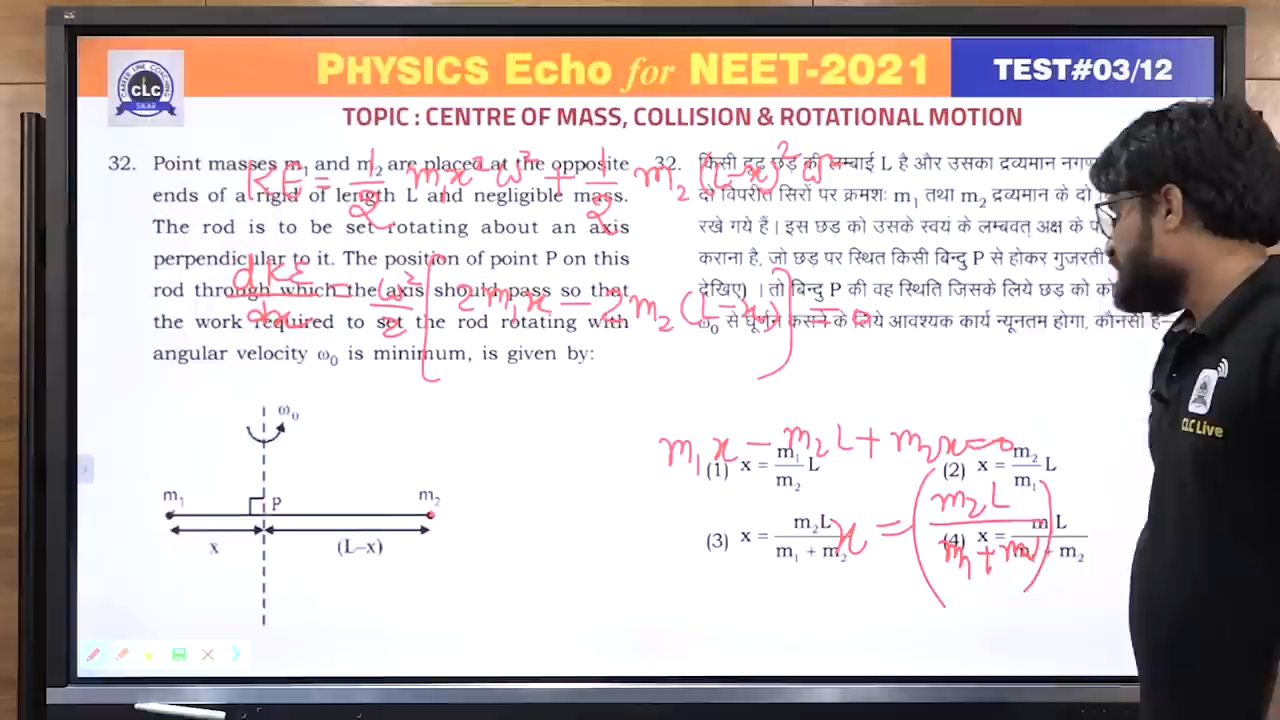 PHYSICS Echo for NEET-2021
TEST#03/12
CAREER LINE COACHING
CLC
SIKAR
TOPIC : CENTRE OF MASS, COLLISION & ROTATIONAL MOTION
32. Point masses m₁ and m₂ are placed at the opposite
ends of a rigid of length L and negligible mass.
The rod is to be set rotating about an axis
perpendicular to it. The position of point P on this
rod through which the axis should pass so that
the work required to set the rod rotating with
angular velocity ω₀ is minimum, is given by:
32. किसी दृढ़ छड़ की लम्बाई L है और उसका द्रव्यमान
दो विपरीत सिरों पर क्रमश: m₁ तथा m₂ द्रव्यमान के दो
रखे गये हैं। इस छड़ को उसके स्वयं के लम्बवत् अक्ष के
कराना है, जो छड़ पर स्थित किसी बिन्दु P से होकर
देखिए) । तो बिन्दु P की वह स्थिति जिसके लिये छड़ को
ω₀ से घूर्णन कराने के लिये आवश्यक कार्य न्यूनतम होगा, कौनसी
KE = 1/2 m₁x²ω² + 1/2 m₂ (L-x)² ω²
dKE/dx = ω²/2 [2m₁x - 2m₂(L-x)] = 0
m₁x - m₂L + m₂x=0
(1) x = m₁/m₂ L
(2) x = m₂/m₁ L
(3) x = m₂L/m₁ + m₂
(4) x = L/ + m₂
x = (m₂L/m₁+m₂)
ω₀
m₁
P
m₂
x
(L–x)
CLC Live